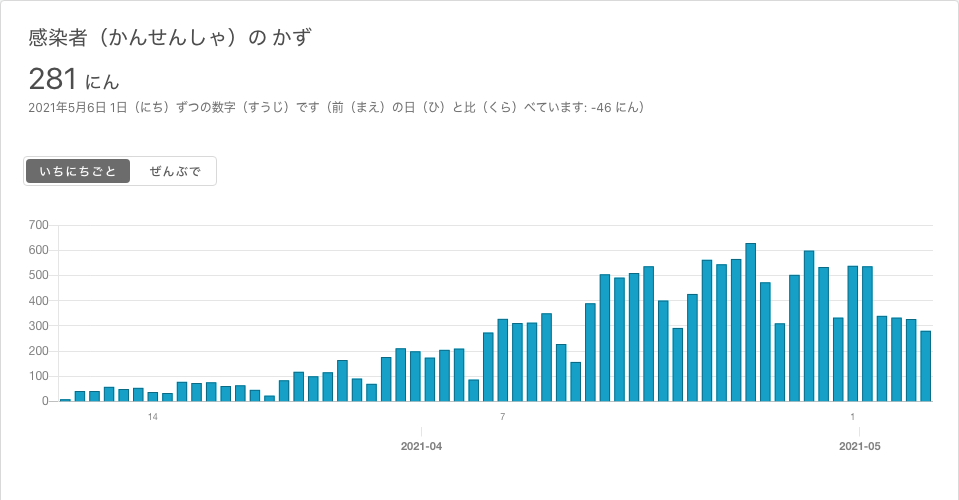 感染者（かんせんしゃ）の かず
281 にん
2021年5月6日 1日（にち）ずつの数字（すうじ）です（前（まえ）の日（ひ）と比（くら）べています: -46 にん）
いちにちごと ぜんぶで
700
600
500
400
300
200
100
0
14 7 1
2021-04 2021-05